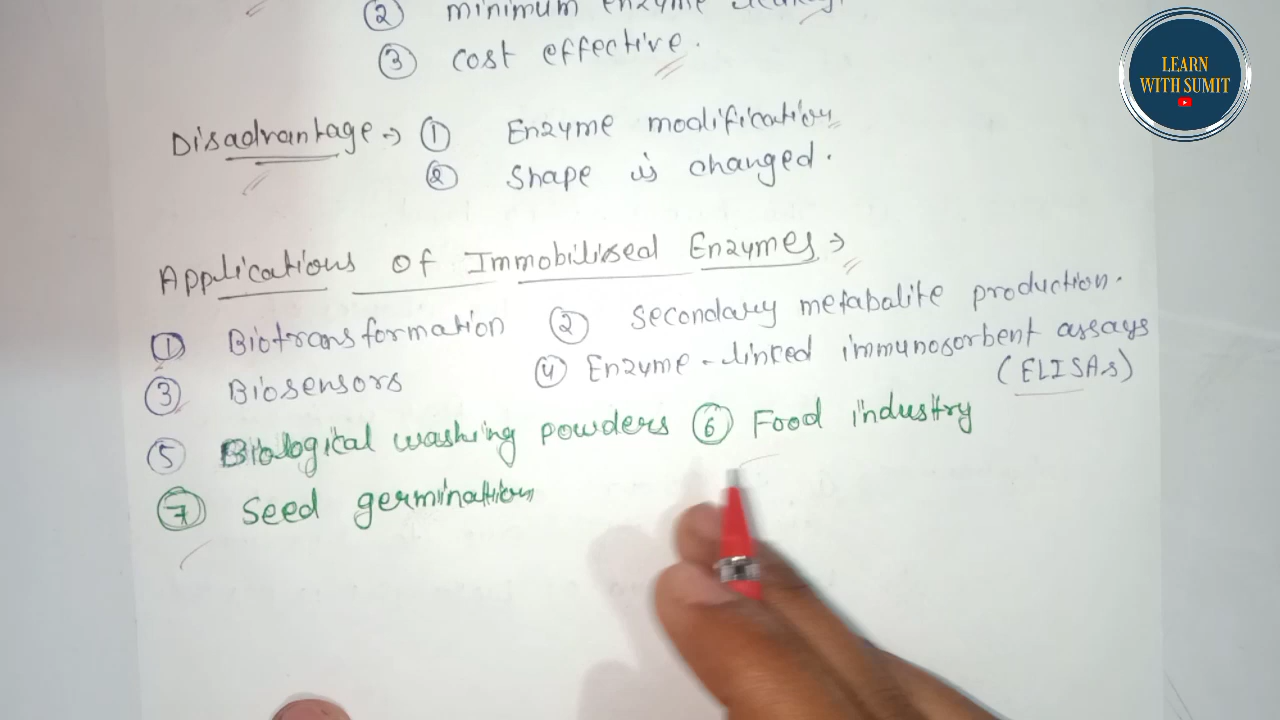 ② minimum enzyme
③ cost effective.
LEARN
WITH SUMIT
Disadvantage → ① Enzyme modification
② Shape is changed.
Applications of Immobilised Enzymes →
① Biotransformation ② Secondary metabalite production.
③ Biosensors ④ Enzyme-linked immunosorbent assays
(ELISAs)
⑤ Biological washing powders ⑥ Food industry
⑦ Seed germination